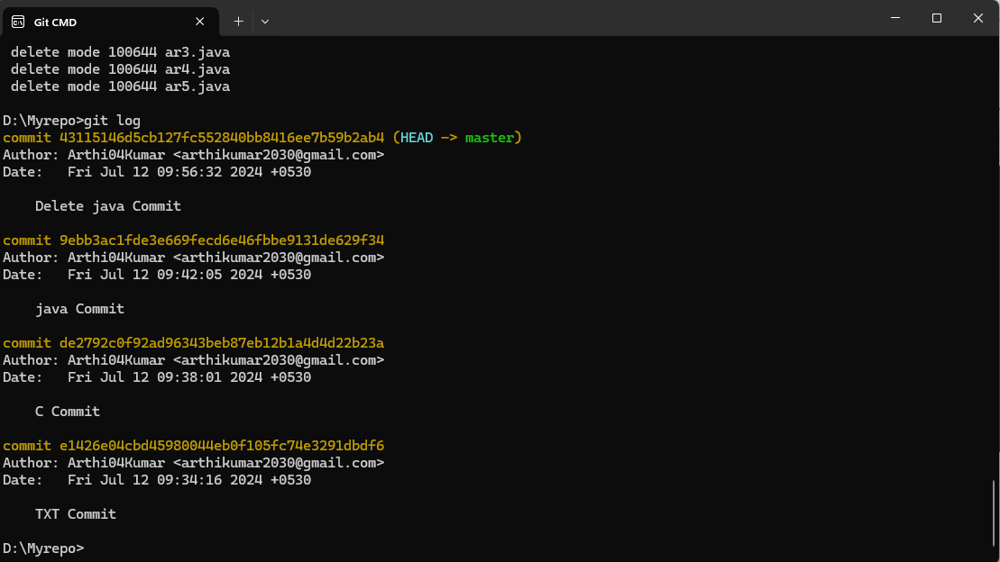 Git CMD
delete mode 100644 ar3.java
delete mode 100644 ar4.java
delete mode 100644 ar5.java
D:\Myrepo>git log
commit 43115146d5cb127fc552840bb8416ee7b59b2ab4 (HEAD -> master)
Author: Arthi04Kumar <arthikumar2030@gmail.com>
Date:   Fri Jul 12 09:56:32 2024 +0530
Delete java Commit
commit 9ebb3ac1fde3e669fecd6e46fbbe9131de629f34
Author: Arthi04Kumar <arthikumar2030@gmail.com>
Date:   Fri Jul 12 09:42:05 2024 +0530
java Commit
commit de2792c0f92ad96343beb87eb12b1a4d4d22b23a
Author: Arthi04Kumar <arthikumar2030@gmail.com>
Date:   Fri Jul 12 09:38:01 2024 +0530
C Commit
commit e1426e04cbd45980044eb0f105fc74e3291dbdf6
Author: Arthi04Kumar <arthikumar2030@gmail.com>
Date:   Fri Jul 12 09:34:16 2024 +0530
TXT Commit
D:\Myrepo>